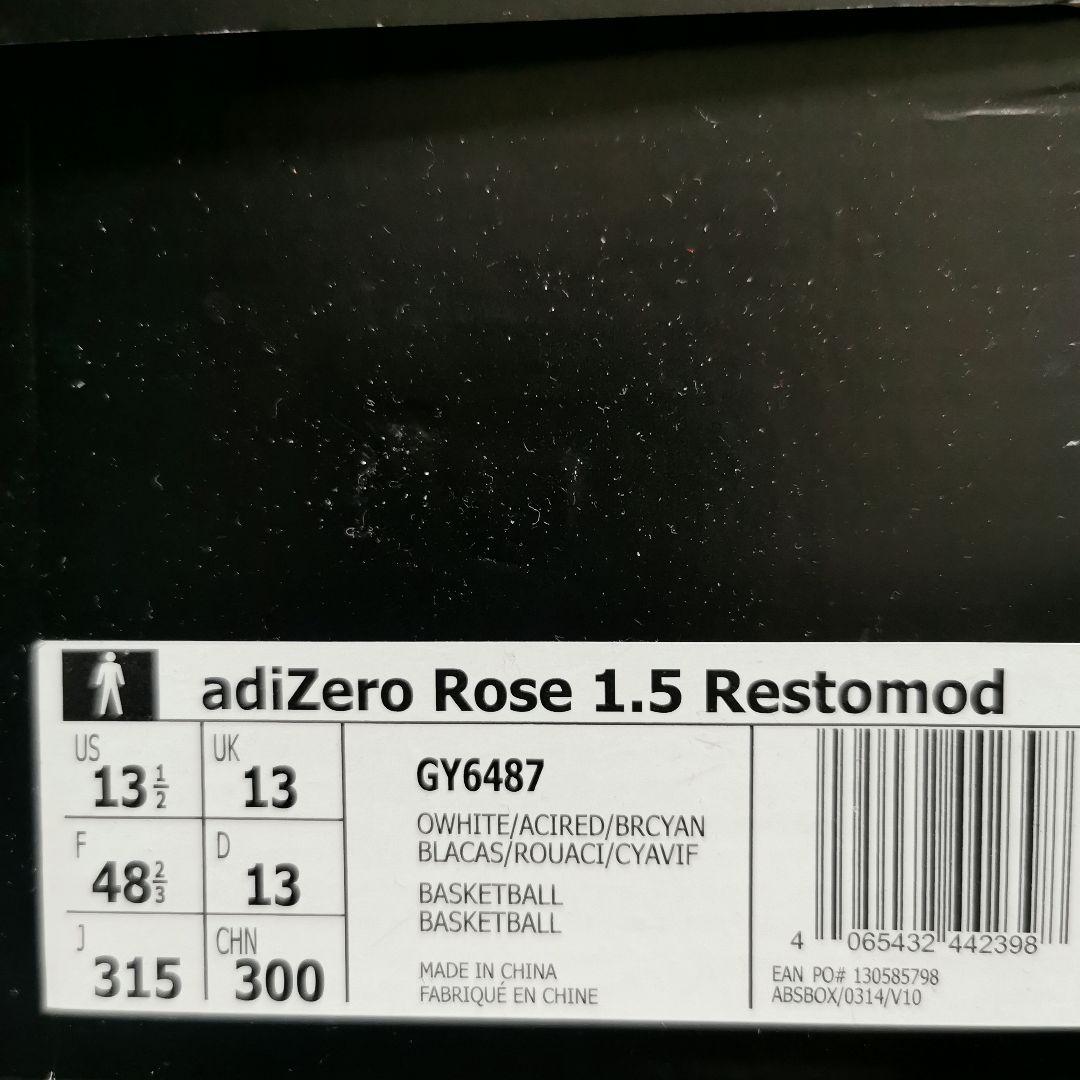 adiZero Rose 1.5 Restomod
US 13½
UK 13
F 48⅔
D 13
J 315
CHN 300
GY6487
OWHITE/ACIRED/BRCYAN
BLACAS/ROUACI/CYAVIF
BASKETBALL
BASKETBALL
MADE IN CHINA
FABRIQUÉ EN CHINE
4 065432 442398
EAN PO# 130585798
ABSBOX/0314/V10